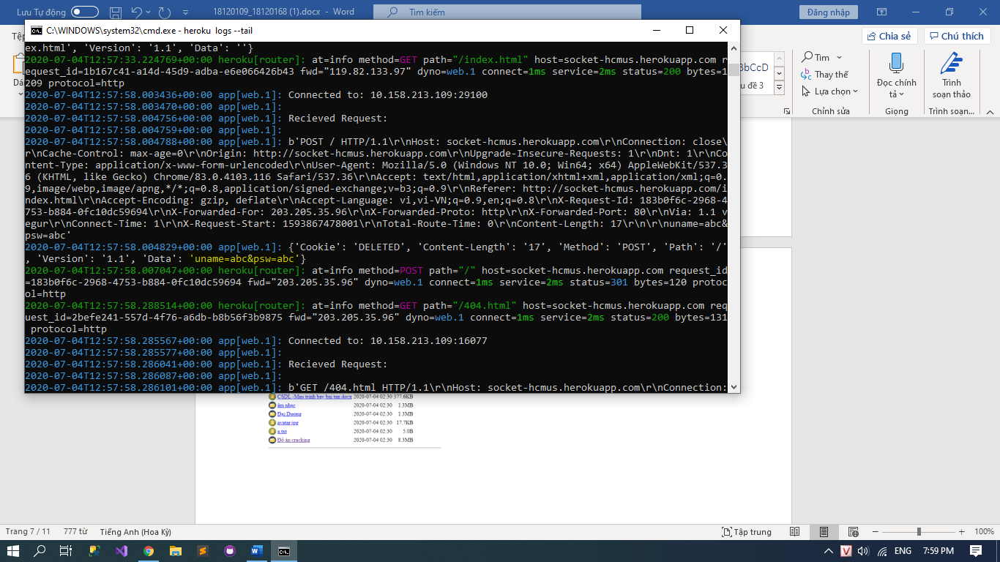 Lưu Tự động
18120109_18120168 (1).docx - Word
Tìm kiếm
Đăng nhập
C:\WINDOWS\system32\cmd.exe - heroku logs --tail
Chia sẻ
Chú thích
ex.html', 'Version': '1.1', 'Data': ''}
2020-07-04T12:57:33.224769+00:00 heroku[router]: at=info method=GET path="/index.html" host=socket-hcmus.herokuapp.com r
equest_id=1b167c41-a14d-45d9-adba-e6e066426b43 fwd="119.82.133.97" dyno=web.1 connect=1ms service=2ms status=200 bytes=1
209 protocol=http
2020-07-04T12:57:58.003436+00:00 app[web.1]: Connected to: 10.158.213.109:29100
2020-07-04T12:57:58.003470+00:00 app[web.1]:
2020-07-04T12:57:58.004756+00:00 app[web.1]: Recieved Request:
2020-07-04T12:57:58.004759+00:00 app[web.1]:
2020-07-04T12:57:58.004788+00:00 app[web.1]: b'POST / HTTP/1.1\r\nHost: socket-hcmus.herokuapp.com\r\nConnection: close\
r\nCache-Control: max-age=0\r\nOrigin: http://socket-hcmus.herokuapp.com\r\nUpgrade-Insecure-Requests: 1\r\nDnt: 1\r\nCo
ntent-Type: application/x-www-form-urlencoded\r\nUser-Agent: Mozilla/5.0 (Windows NT 10.0; Win64; x64) AppleWebKit/537.3
6 (KHTML, like Gecko) Chrome/83.0.4103.116 Safari/537.36\r\nAccept: text/html,application/xhtml+xml,application/xml;q=0.
9,image/webp,image/apng,*/*;q=0.8,application/signed-exchange;v=b3;q=0.9\r\nReferer: http://socket-hcmus.herokuapp.com/i
ndex.html\r\nAccept-Encoding: gzip, deflate\r\nAccept-Language: vi,vi-VN;q=0.9,en;q=0.8\r\nX-Request-Id: 183b0f6c-2968-4
753-b884-0fc10dc59694\r\nX-Forwarded-For: 203.205.35.96\r\nX-Forwarded-Proto: http\r\nX-Forwarded-Port: 80\r\nVia: 1.1 v
egur\r\nConnect-Time: 1\r\nX-Request-Start: 1593867478001\r\nTotal-Route-Time: 0\r\nContent-Length: 17\r\n\r\nuname=abc&
psw=abc'
2020-07-04T12:57:58.004829+00:00 app[web.1]: {'Cookie': 'DELETED', 'Content-Length': '17', 'Method': 'POST', 'Path': '/'
, 'Version': '1.1', 'Data': 'uname=abc&psw=abc'}
2020-07-04T12:57:58.007047+00:00 heroku[router]: at=info method=POST path="/" host=socket-hcmus.herokuapp.com request_id
=183b0f6c-2968-4753-b884-0fc10dc59694 fwd="203.205.35.96" dyno=web.1 connect=1ms service=2ms status=301 bytes=120 protoc
ol=http
2020-07-04T12:57:58.288514+00:00 heroku[router]: at=info method=GET path="/404.html" host=socket-hcmus.herokuapp.com req
uest_id=2befe241-557d-4f76-a6db-b8b56f3b9875 fwd="203.205.35.96" dyno=web.1 connect=1ms service=2ms status=200 bytes=131
protocol=http
2020-07-04T12:57:58.285567+00:00 app[web.1]: Connected to: 10.158.213.109:16077
2020-07-04T12:57:58.285577+00:00 app[web.1]:
2020-07-04T12:57:58.286041+00:00 app[web.1]: Recieved Request:
2020-07-04T12:57:58.286087+00:00 app[web.1]:
2020-07-04T12:57:58.286101+00:00 app[web.1]: b'GET /404.html HTTP/1.1\r\nHost: socket-hcmus.herokuapp.com\r\nConnection:
Tệp
Dá
BbCcD
u đề 3
Tìm
Thay thế
Lựa chọn
Chỉnh sửa
Đọc chính
tả
Giọng
Trình
soạn thảo
Trình soạn...
CSDL -Mau trinh bay bai tap.docx 2020-07-04 02:30 377.6KB
âm nhạc 2020-07-04 02:30 1.3MB
Đại Dương 2020-07-04 02:30 1.3MB
avatar.jpg 2020-07-04 02:30 17.7KB
a.txt 2020-07-04 02:30 5.0B
Đồ án cracking 2020-07-04 02:30 8.3MB
Trang 7 / 11
777 từ
Tiếng Anh (Hoa Kỳ)
Tập trung
100%
ENG
7:59 PM